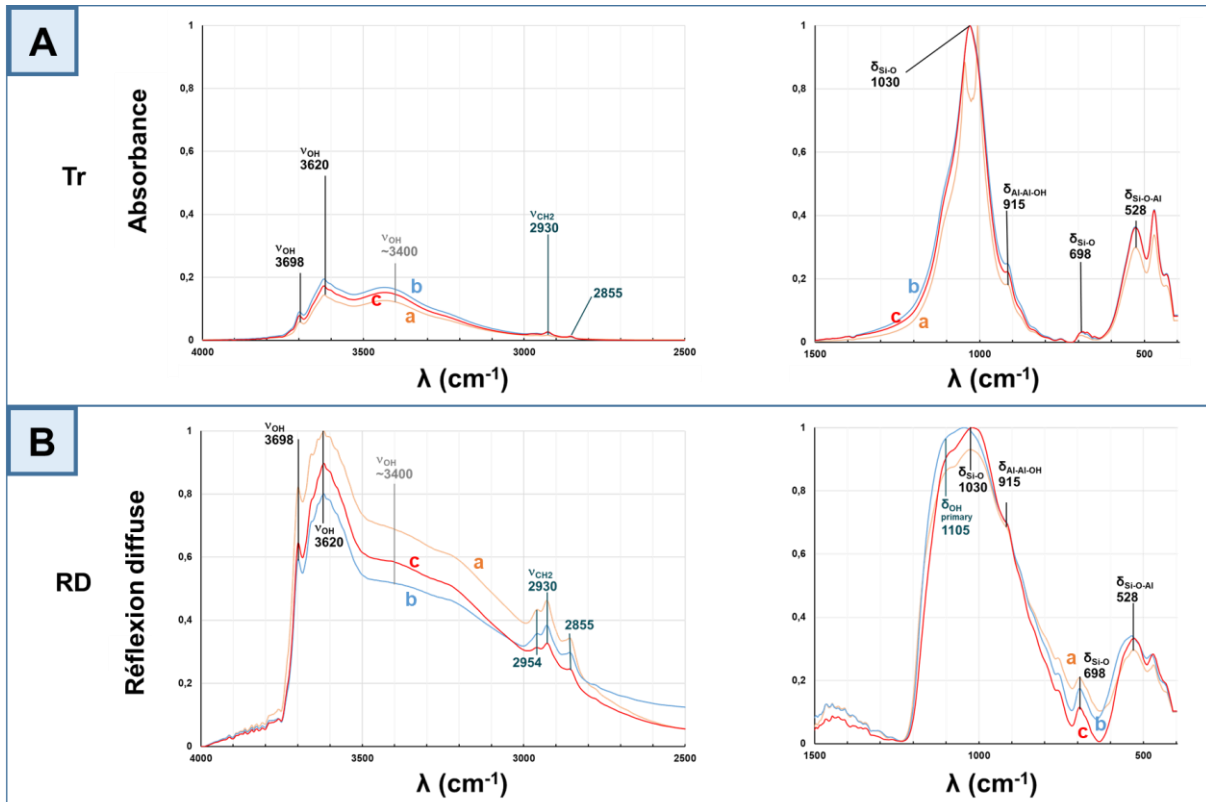 A
Tr
Absorbance
1
0,8
0,6
0,4
0,2
0
4000 3500 3000 2500
λ (cm-1)
νOH
3698
νOH
3620
νOH
~3400
νCH2
2930
2855
b
c
a
1
0,8
0,6
0,4
0,2
0
1500 1000 500
λ (cm-1)
δSi-O
1030
δAl-Al-OH
915
δSi-O
698
δSi-O-Al
528
b
c
a
B
RD
Réflexion diffuse
1
0,8
0,6
0,4
0,2
0
4000 3500 3000 2500
λ (cm-1)
νOH
3698
νOH
3620
νOH
~3400
νCH2
2930
2855
2954
a
c
b
1
0,8
0,6
0,4
0,2
0
1500 1000 500
λ (cm-1)
δOH
primary
1105
δSi-O
1030
δAl-Al-OH
915
δSi-O
698
δSi-O-Al
528
a
b
c